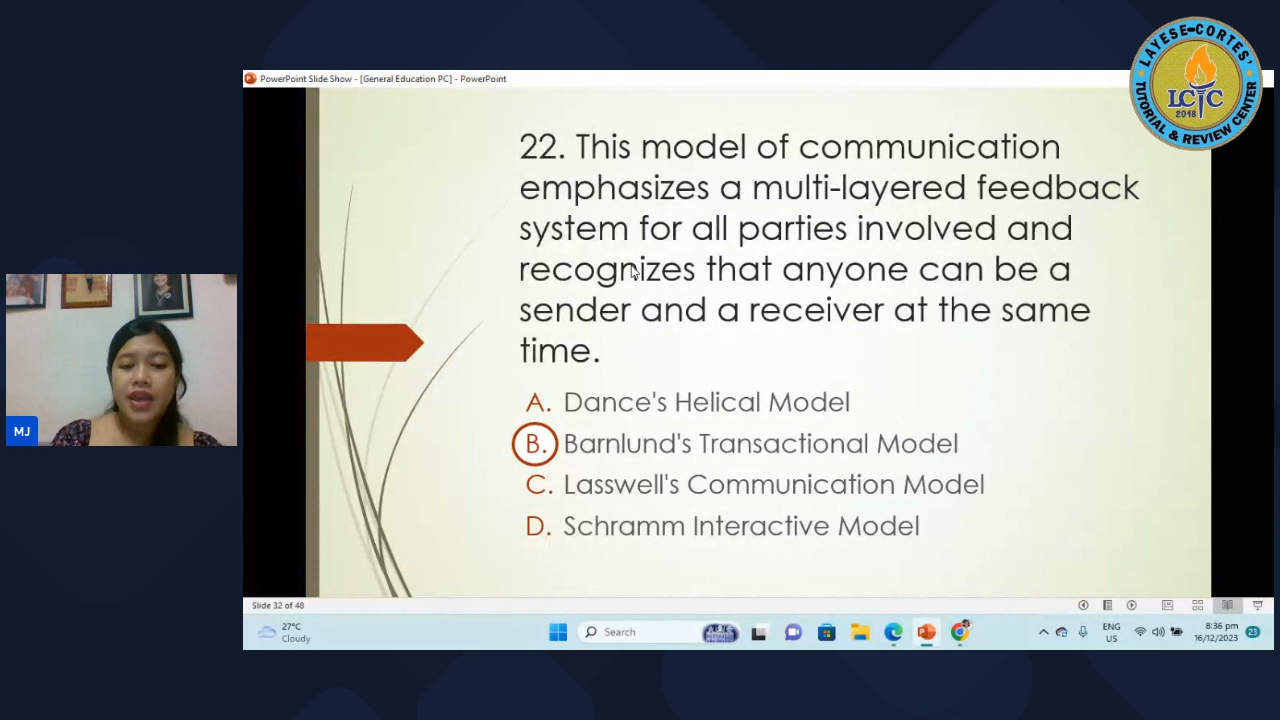 LAYESE-CORTES'
LCTC
2018
TUTORIAL & REVIEW CENTER
PowerPoint Slide Show - [General Education PC] - PowerPoint
22. This model of communication
emphasizes a multi-layered feedback
system for all parties involved and
recognizes that anyone can be a
sender and a receiver at the same
time.
A. Dance's Helical Model
B. Barnlund's Transactional Model
C. Lasswell's Communication Model
D. Schramm Interactive Model
MJ
Slide 32 of 48
27°C
Cloudy
Search
ENG
US
8:36 pm
16/12/2023
23